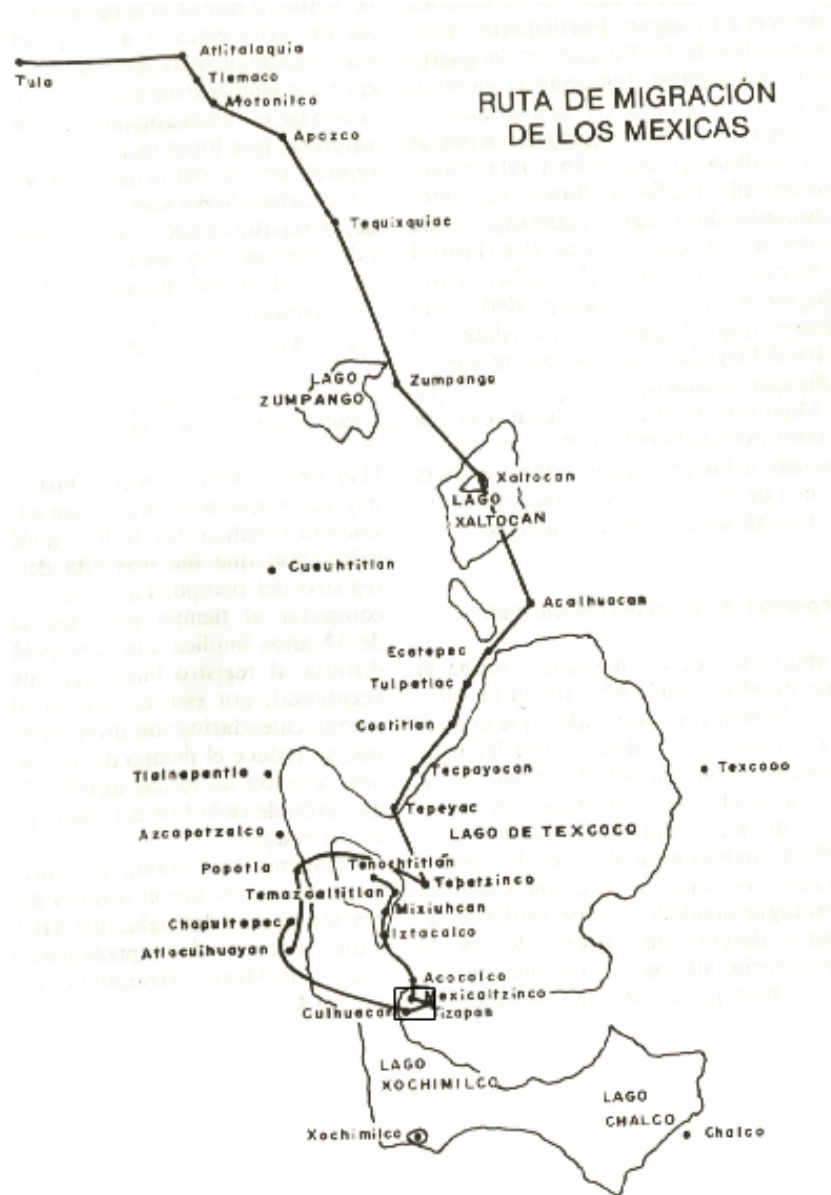 RUTA DE MIGRACIÓN
DE LOS MEXICAS
Tula
Atlitalaquia
Tlemaco
Atotonilco
Apazco
Tequixquiac
Zumpango
LAGO
ZUMPANGO
Xaltocan
LAGO
XALTOCAN
Cuauhtitlan
Acalhuacan
Ecatepec
Tulpetlac
Coatitlan
Tlalnepantla
Tecpayocan
Texcoco
Tepeyac
Azcapotzalco
LAGO DE TEXCOCO
Popotla
Tenochtitlán
Tepetzinco
Temazcaltitlan
Mixiuhcan
Chapultepec
Iztacalco
Atlacuihuayan
Acocolco
Mexicaltzinco
Culhuacan
Tizapan
LAGO
XOCHIMILCO
LAGO
CHALCO
Xochimilco
Chalco